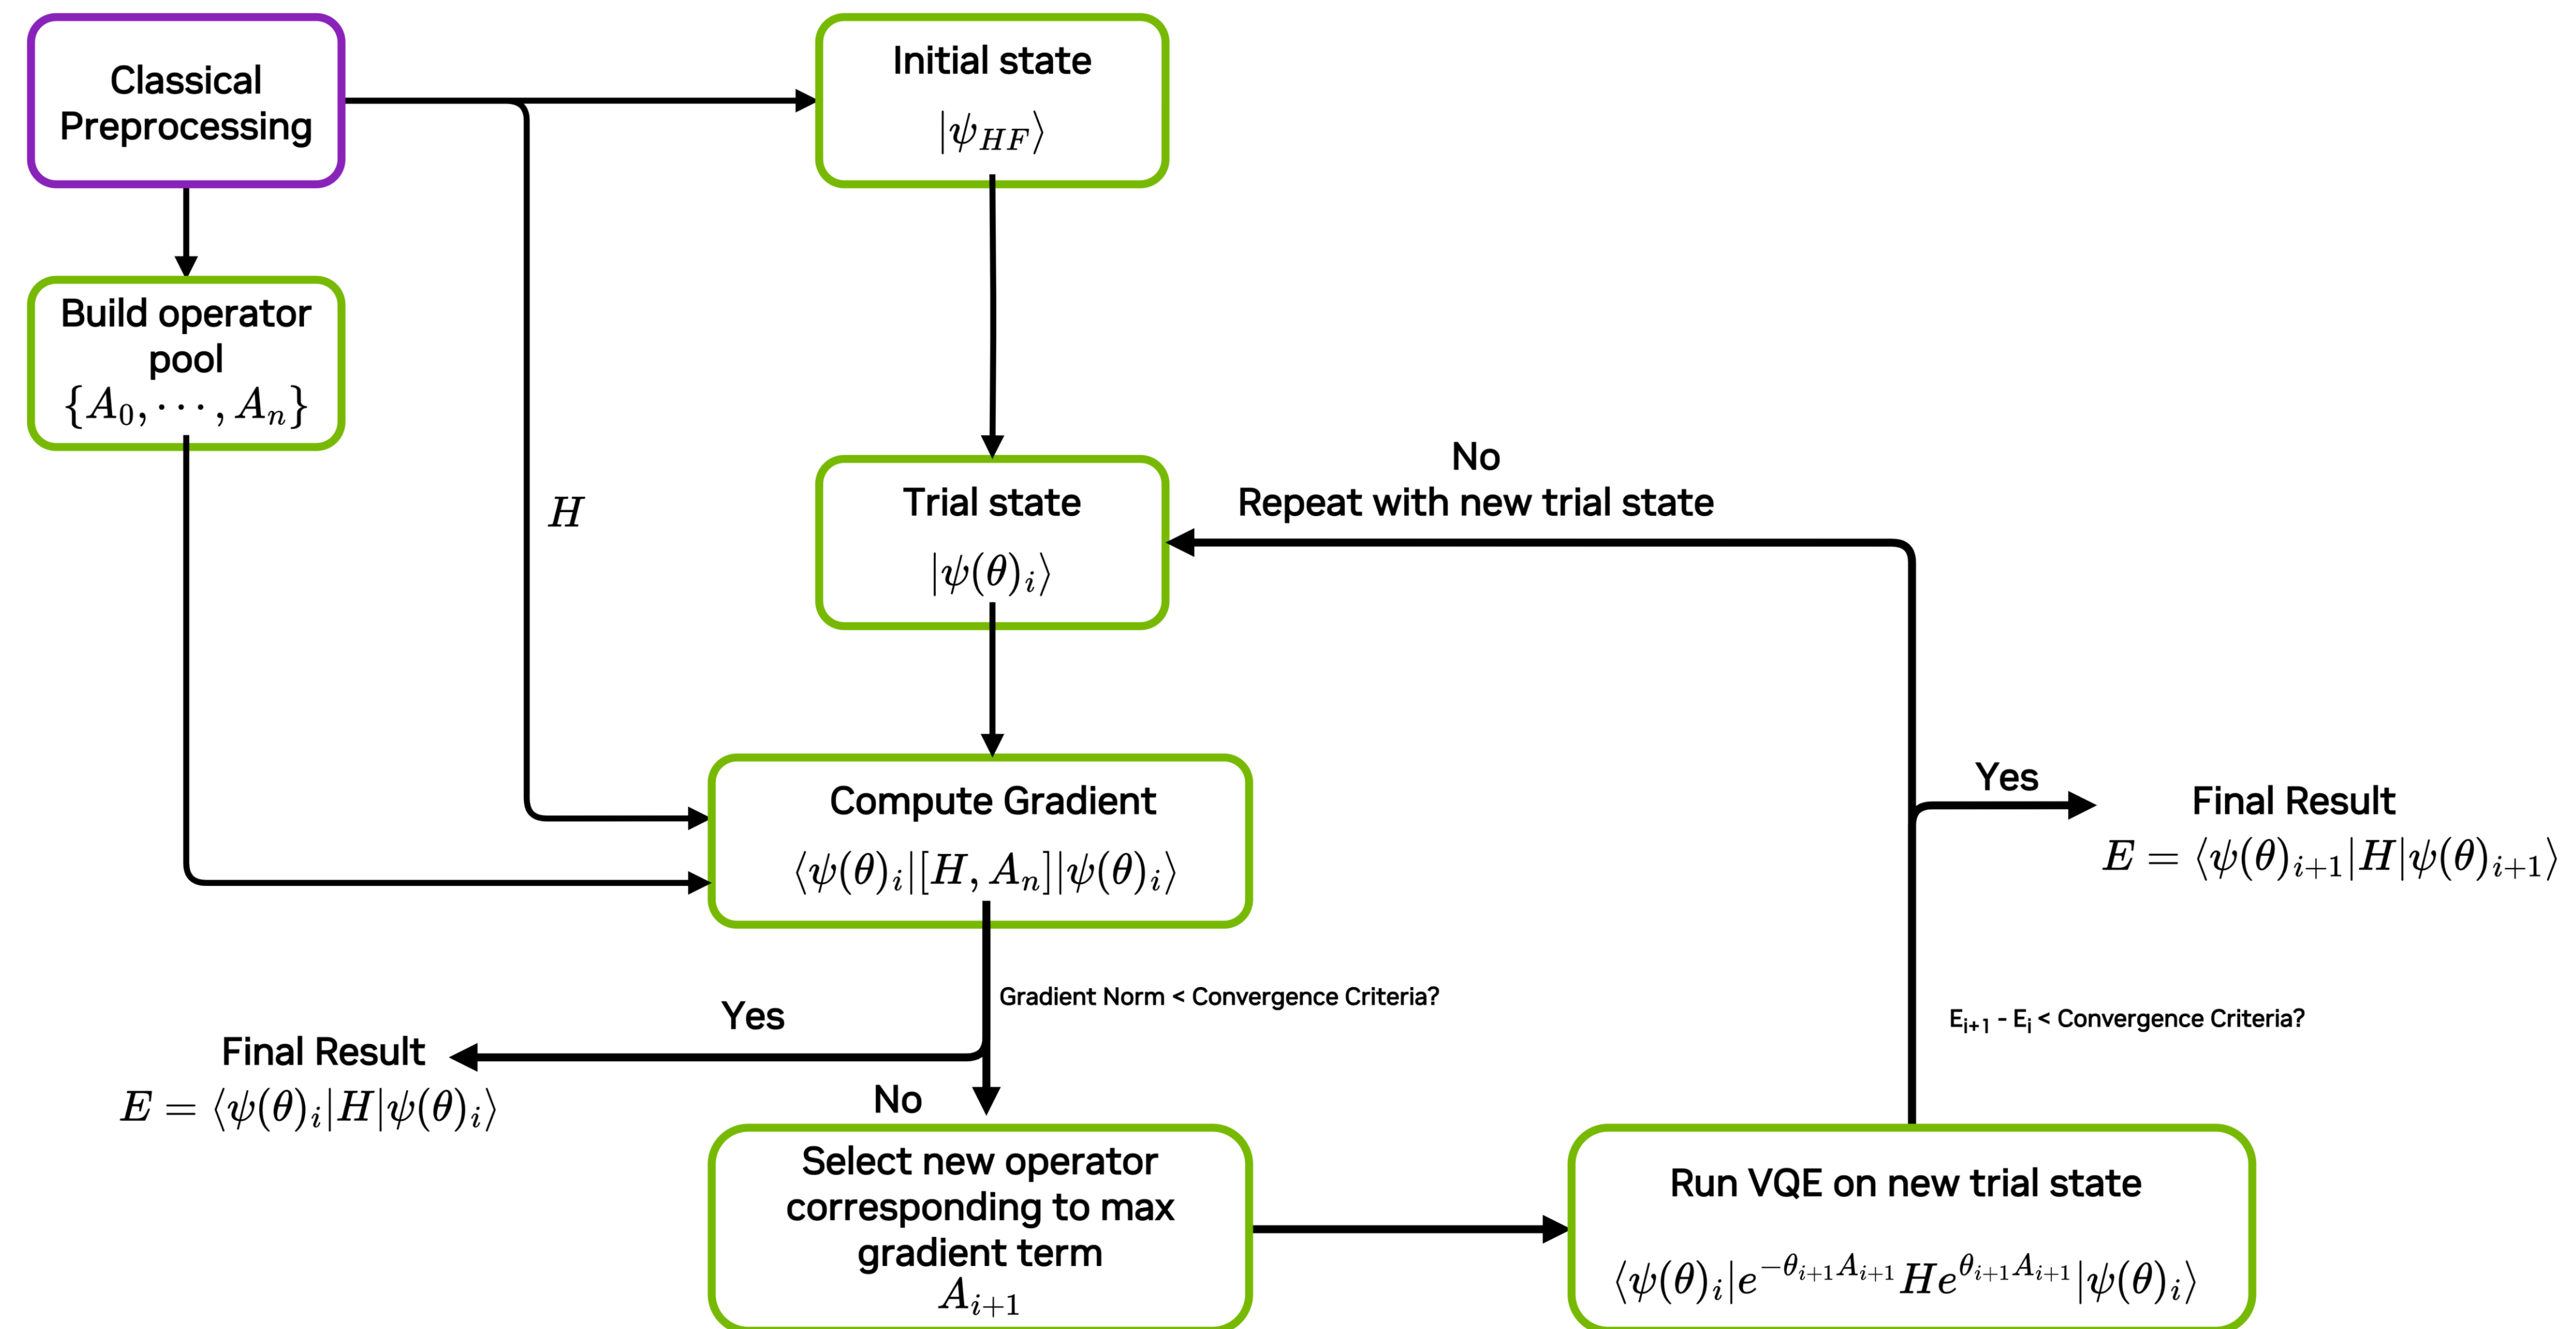 Classical
Preprocessing
Initial state
|ψ_{HF}⟩
Build operator
pool
{A_0, ⋯, A_n}
H
Trial state
|ψ(θ)_i⟩
No
Repeat with new trial state
Compute Gradient
⟨ψ(θ)_i|[H, A_n]|ψ(θ)_i⟩
Yes
Final Result
E = ⟨ψ(θ)_{i+1}|H|ψ(θ)_{i+1}⟩
Gradient Norm < Convergence Criteria?
E_{i+1} - E_i < Convergence Criteria?
Yes
Final Result
E = ⟨ψ(θ)_i|H|ψ(θ)_i⟩
No
Select new operator
corresponding to max
gradient term
A_{i+1}
Run VQE on new trial state
⟨ψ(θ)_i|e^{-θ_{i+1}A_{i+1}}He^{θ_{i+1}A_{i+1}}|ψ(θ)_i⟩